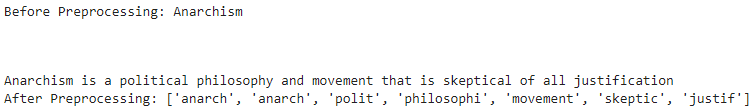 Before Preprocessing: Anarchism
Anarchism is a political philosophy and movement that is skeptical of all justification
After Preprocessing: ['anarch', 'anarch', 'polit', 'philosophi', 'movement', 'skeptic', 'justif']